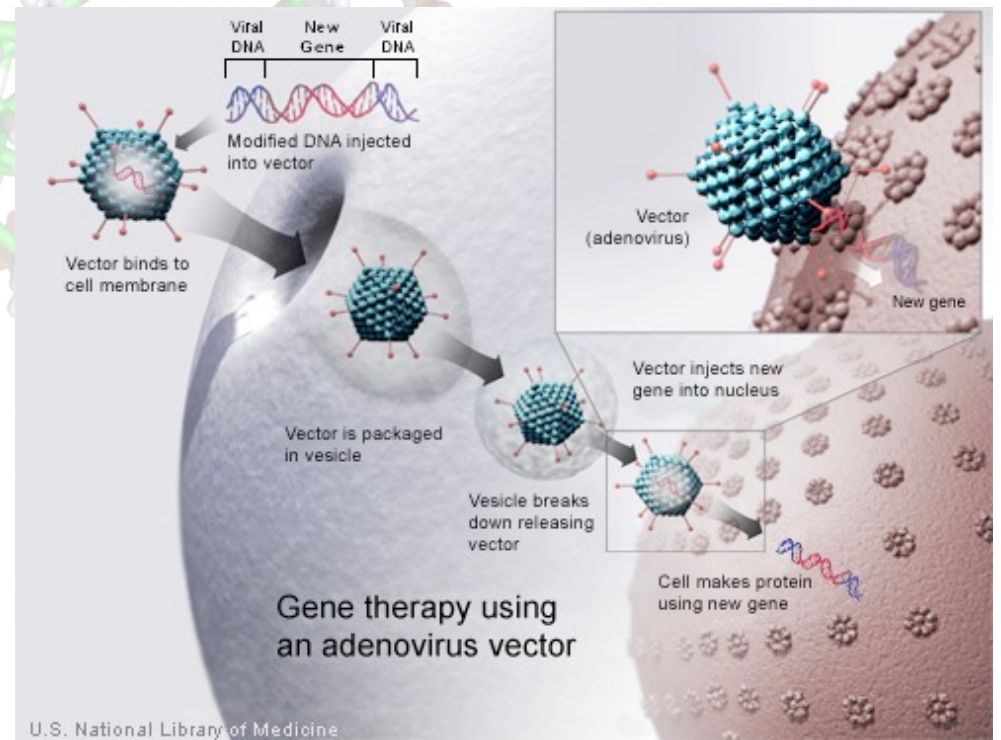 Viral New Viral
DNA Gene DNA
Modified DNA injected
into vector
Vector binds to
cell membrane
Vector
(adenovirus)
New gene
Vector injects new
gene into nucleus
Vector is packaged
in vesicle
Vesicle breaks
down releasing
vector
Cell makes protein
using new gene
Gene therapy using
an adenovirus vector
U.S. National Library of Medicine